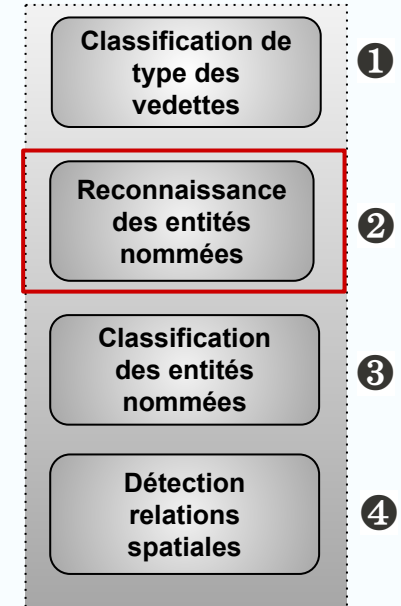 Classification de
type des
vedettes
❶
Reconnaissance
des entités
nommées
❷
Classification
des entités
nommées
❸
Détection
relations
spatiales
❹